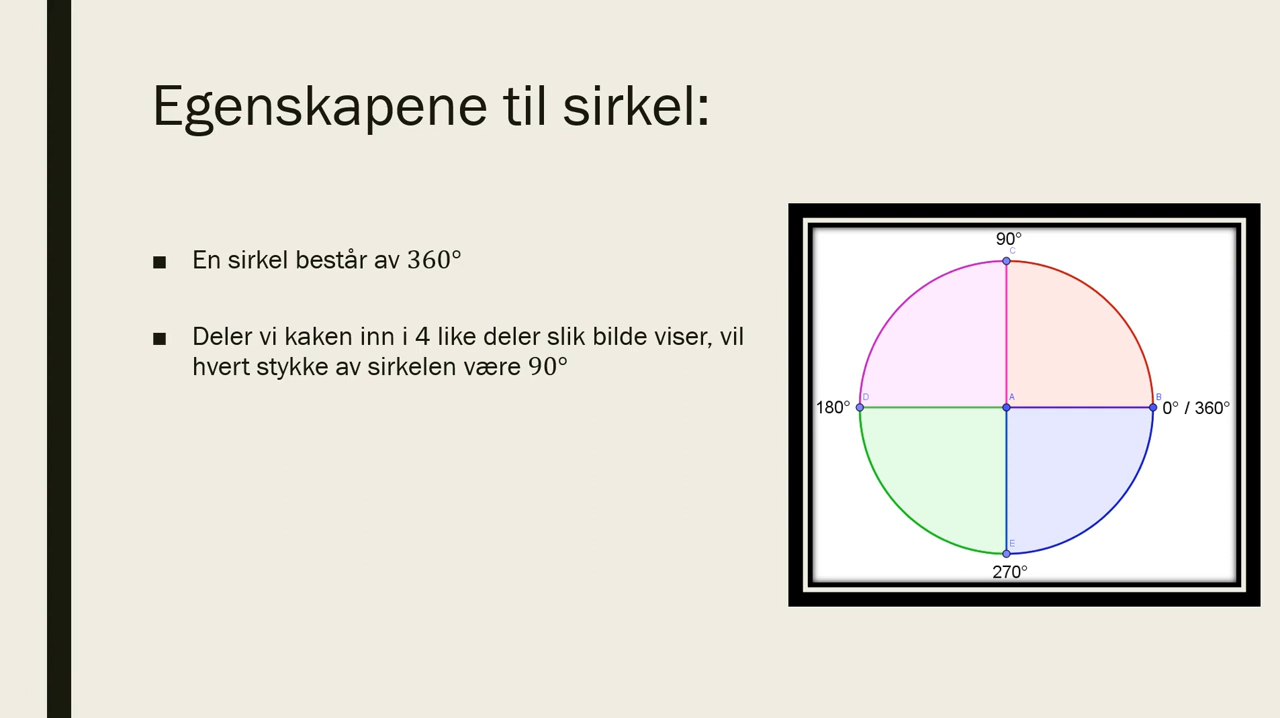 Egenskapene til sirkel:
■ En sirkel består av 360°
■ Deler vi kaken inn i 4 like deler slik bilde viser, vil
hvert stykke av sirkelen være 90°
90°
C
180°
D
A
B
0° / 360°
E
270°